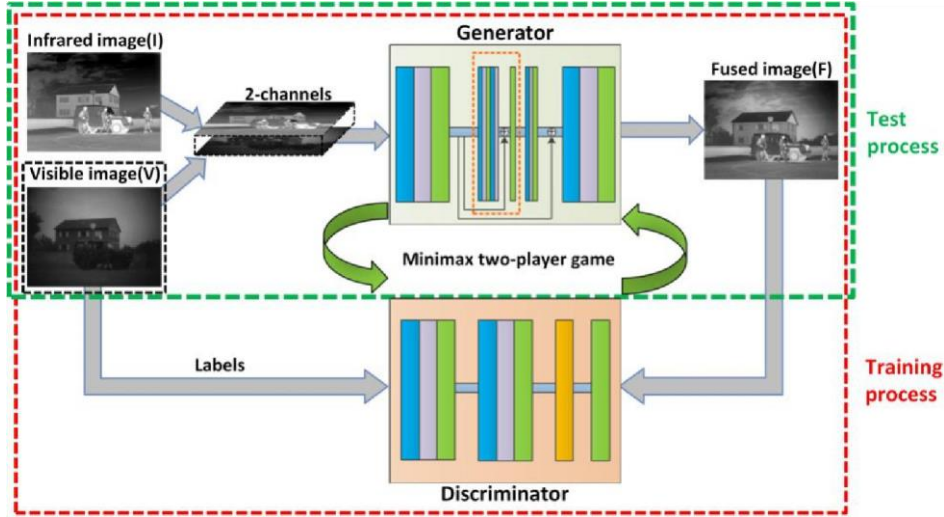 Infrared image(I)
Generator
Fused image(F)
2-channels
Test
process
Visible image(V)
Minimax two-player game
Labels
Training
process
Discriminator